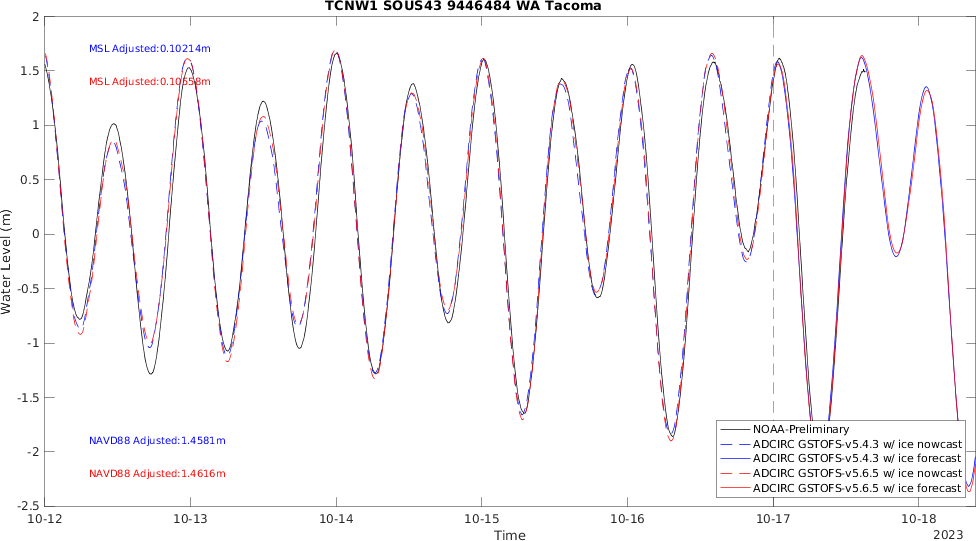 TCNW1 SOUS43 9446484 WA Tacoma
2
1.5
1
0.5
0
-0.5
-1
-1.5
-2
-2.5
Water Level (m)
MSL Adjusted:0.10214m
MSL Adjusted:0.10558m
NAVD88 Adjusted:1.4581m
NAVD88 Adjusted:1.4616m
NOAA-Preliminary
ADCIRC GSTOFS-v5.4.3 w/ ice nowcast
ADCIRC GSTOFS-v5.4.3 w/ ice forecast
ADCIRC GSTOFS-v5.6.5 w/ ice nowcast
ADCIRC GSTOFS-v5.6.5 w/ ice forecast
10-12 10-13 10-14 10-15 10-16 10-17 10-18
Time
2023